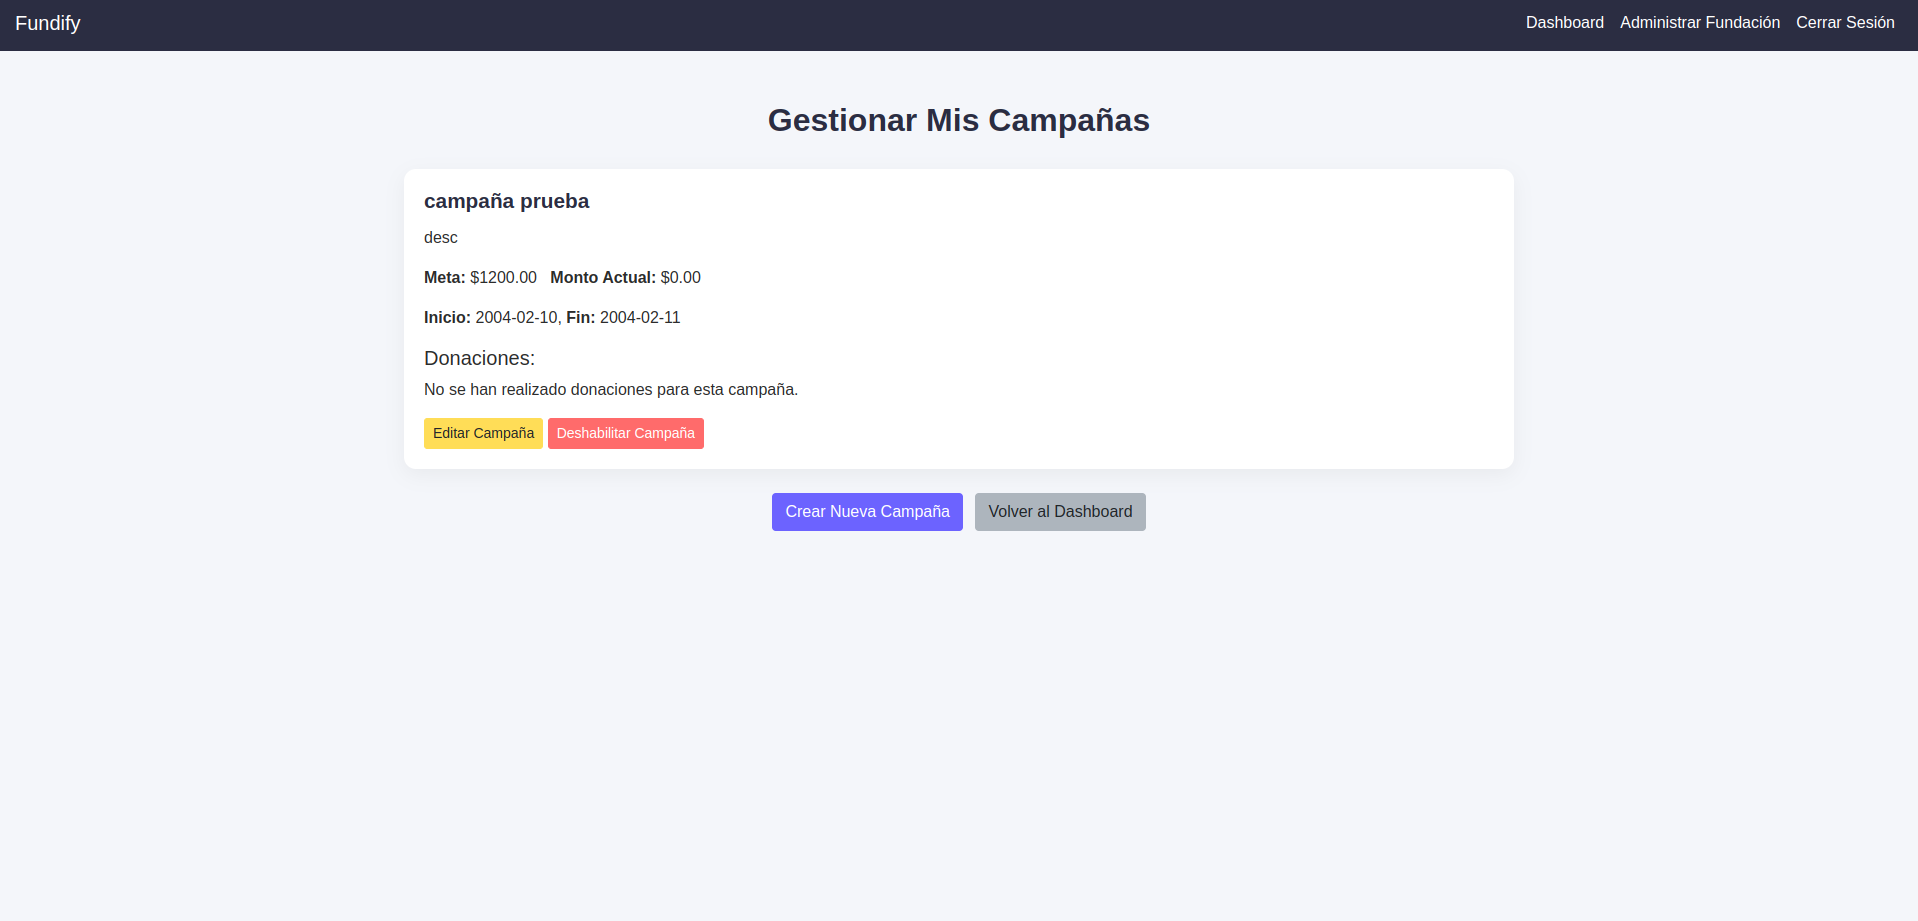 Fundify
Dashboard Administrar Fundación Cerrar Sesión
Gestionar Mis Campañas
campaña prueba
desc
Meta: $1200.00 Monto Actual: $0.00
Inicio: 2004-02-10, Fin: 2004-02-11
Donaciones:
No se han realizado donaciones para esta campaña.
Editar Campaña Deshabilitar Campaña
Crear Nueva Campaña Volver al Dashboard